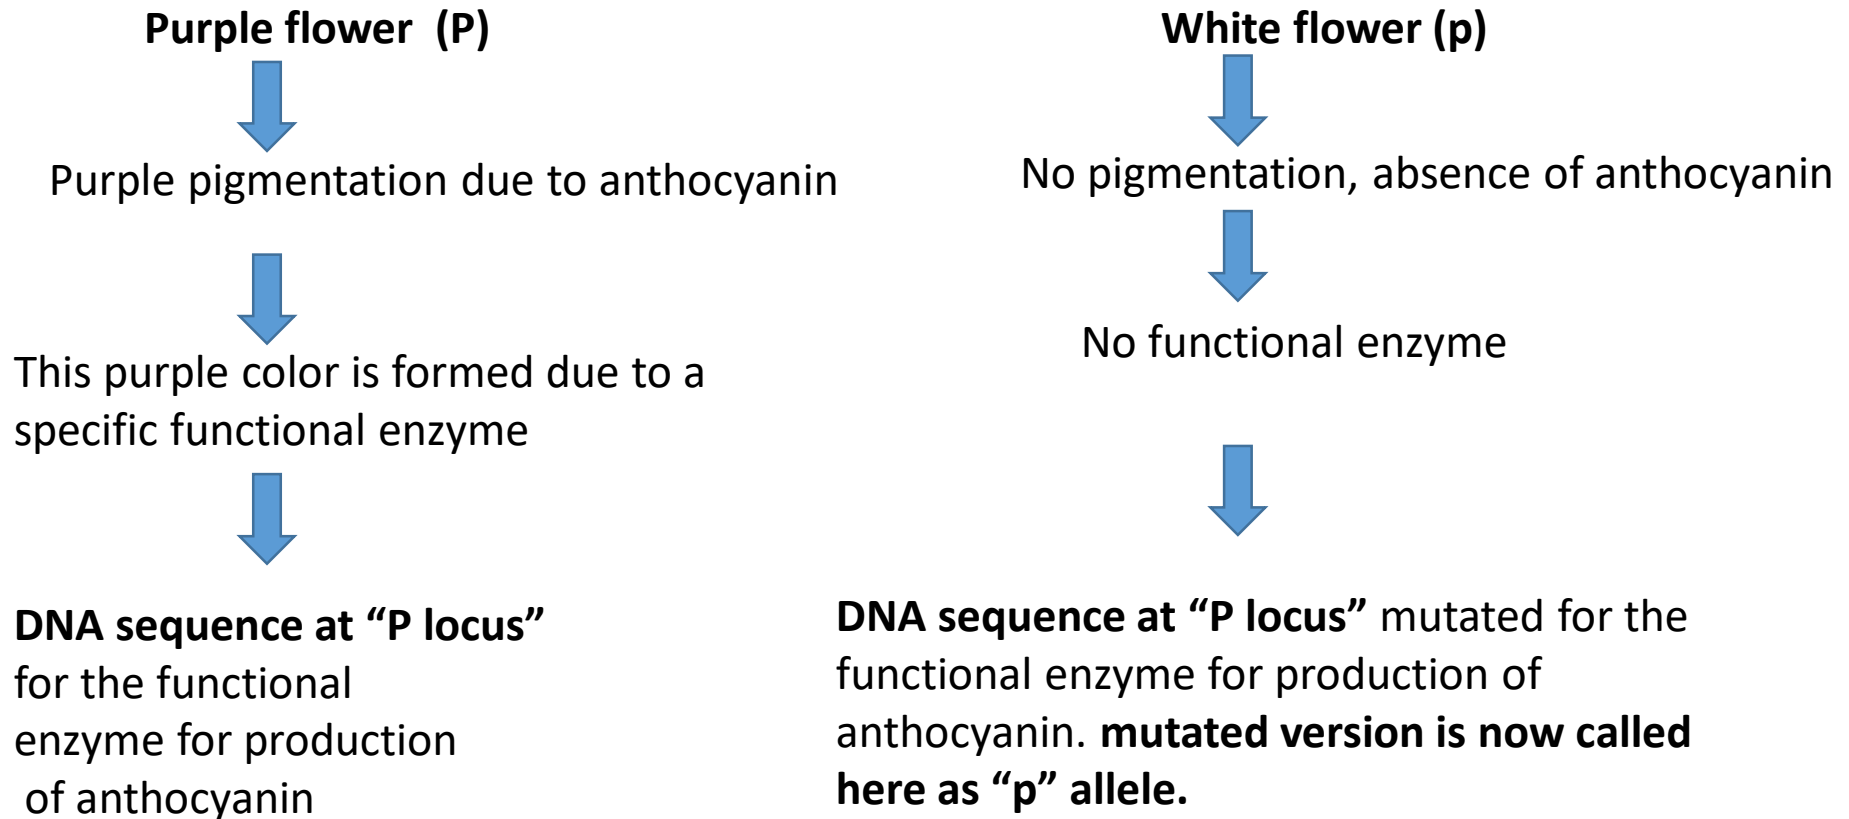 Purple flower (P)
Purple pigmentation due to anthocyanin
This purple color is formed due to a
specific functional enzyme
DNA sequence at “P locus”
for the functional
enzyme for production
of anthocyanin
White flower (p)
No pigmentation, absence of anthocyanin
No functional enzyme
DNA sequence at “P locus” mutated for the
functional enzyme for production of
anthocyanin. mutated version is now called
here as “p” allele.